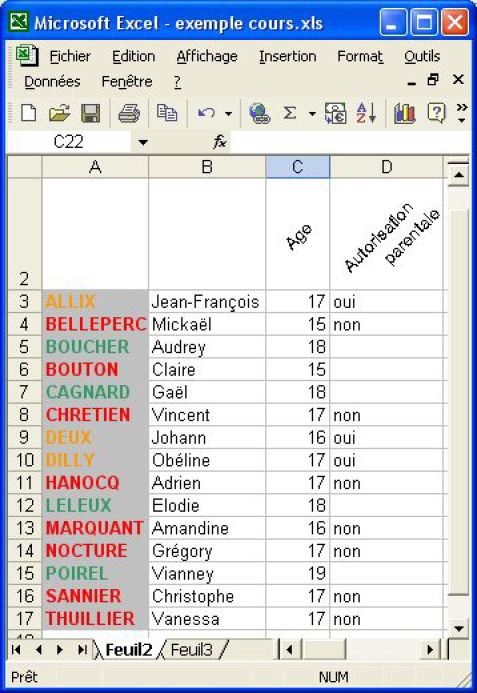 Microsoft Excel - exemple cours.xls
Fichier Edition Affichage Insertion Format Outils
Données Fenêtre ?
C22 fx
A B C D
2 Age Autorisation parentale
3 ALLIX Jean-François 17 oui
4 BELLEPERC Mickaël 15 non
5 BOUCHER Audrey 18
6 BOUTON Claire 15
7 CAGNARD Gaël 18
8 CHRETIEN Vincent 17 non
9 DEUX Johann 16 oui
10 DILLY Obéline 17 oui
11 HANOCQ Adrien 17 non
12 LELEUX Elodie 18
13 MARQUANT Amandine 16 non
14 NOCTURE Grégory 17 non
15 POIREL Vianney 19
16 SANNIER Christophe 17 non
17 THUILLIER Vanessa 17 non
Feuil2 Feuil3
Prêt NUM